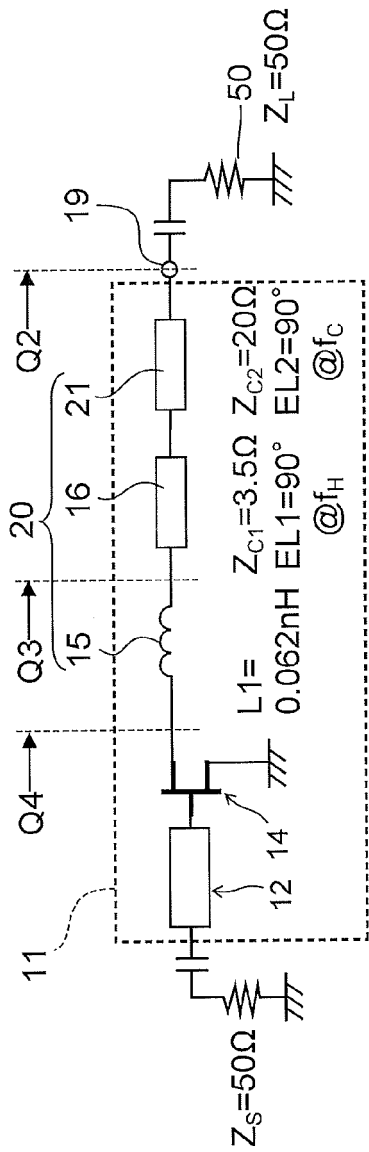 11
Q4
Q3
Q2
20
15
16
21
19
50
Z_L=50Ω
Z_S=50Ω
12
14
L1=
0.062nH
Z_C1=3.5Ω
EL1=90°
@f_H
Z_C2=20Ω
EL2=90°
@f_C